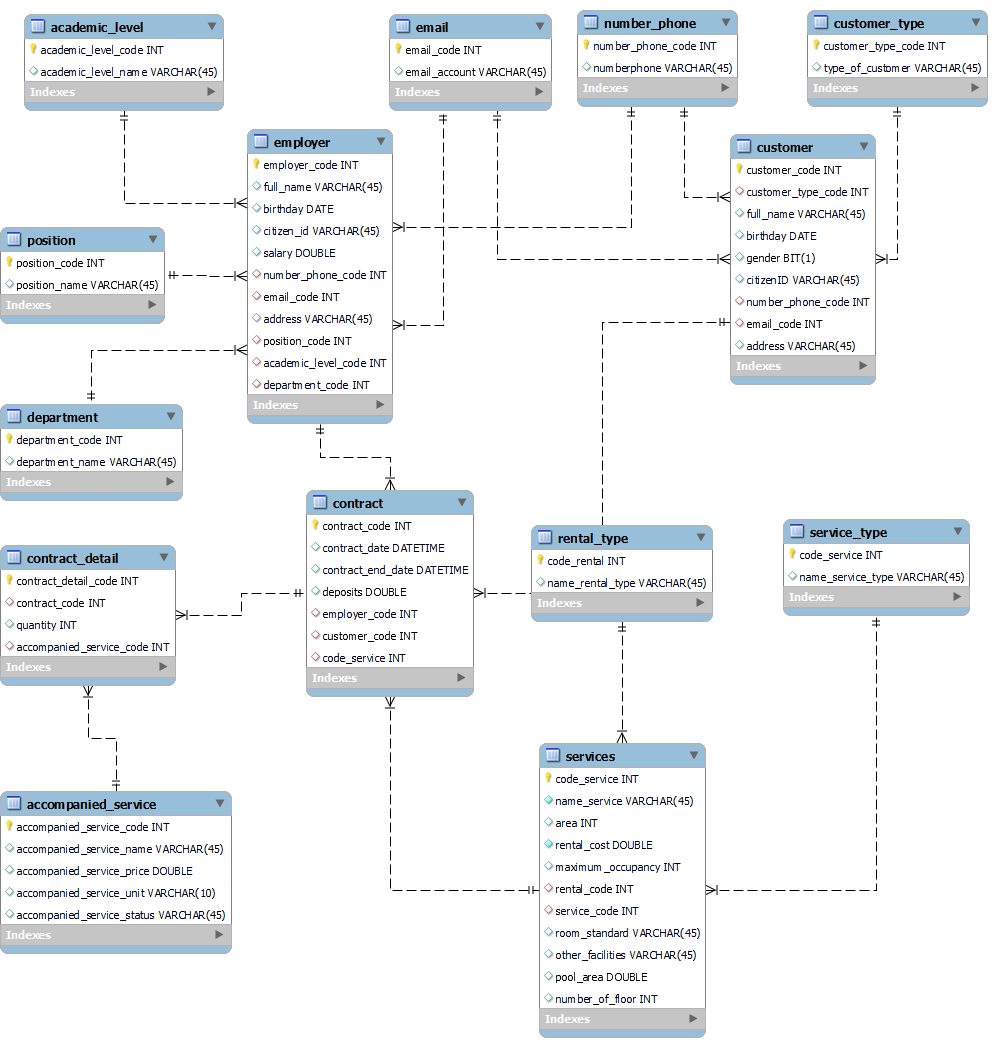 academic_level
academic_level_code INT
academic_level_name VARCHAR(45)
Indexes
email
email_code INT
email_account VARCHAR(45)
Indexes
number_phone
number_phone_code INT
numberphone VARCHAR(45)
Indexes
customer_type
customer_type_code INT
type_of_customer VARCHAR(45)
Indexes
employer
employer_code INT
full_name VARCHAR(45)
birthday DATE
citizen_id VARCHAR(45)
salary DOUBLE
number_phone_code INT
email_code INT
address VARCHAR(45)
position_code INT
academic_level_code INT
department_code INT
Indexes
customer
customer_code INT
customer_type_code INT
full_name VARCHAR(45)
birthday DATE
gender BIT(1)
citizenID VARCHAR(45)
number_phone_code INT
email_code INT
address VARCHAR(45)
Indexes
position
position_code INT
position_name VARCHAR(45)
Indexes
department
department_code INT
department_name VARCHAR(45)
Indexes
contract
contract_code INT
contract_date DATETIME
contract_end_date DATETIME
deposits DOUBLE
employer_code INT
customer_code INT
code_service INT
Indexes
rental_type
code_rental INT
name_rental_type VARCHAR(45)
Indexes
service_type
code_service INT
name_service_type VARCHAR(45)
Indexes
contract_detail
contract_detail_code INT
contract_code INT
quantity INT
accompanied_service_code INT
Indexes
accompanied_service
accompanied_service_code INT
accompanied_service_name VARCHAR(45)
accompanied_service_price DOUBLE
accompanied_service_unit VARCHAR(10)
accompanied_service_status VARCHAR(45)
Indexes
services
code_service INT
name_service VARCHAR(45)
area INT
rental_cost DOUBLE
maximum_occupancy INT
rental_code INT
service_code INT
room_standard VARCHAR(45)
other_facilities VARCHAR(45)
pool_area DOUBLE
number_of_floor INT
Indexes